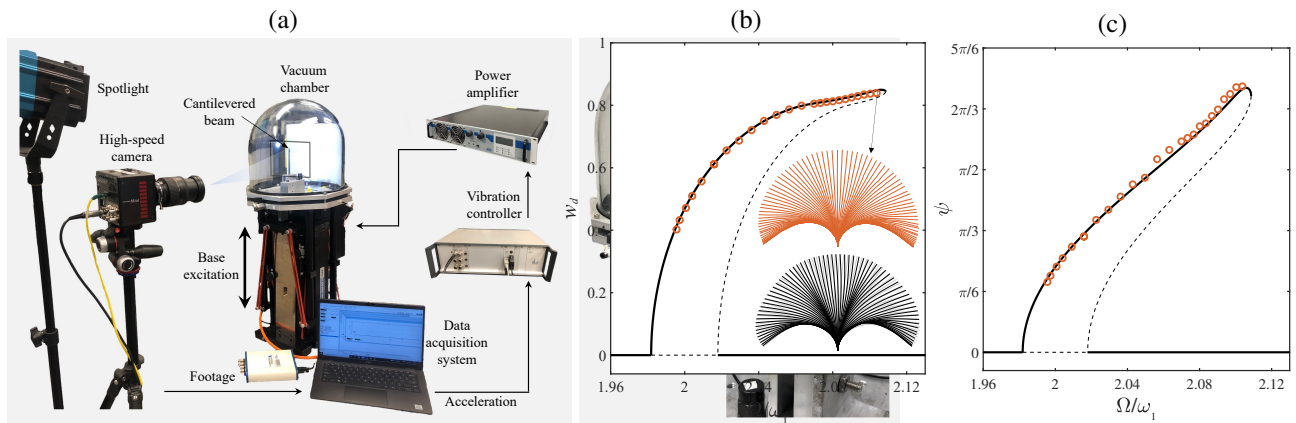 (a)
Spotlight
Vacuum
chamber
Cantilevered
beam
High-speed
camera
Power
amplifier
Vibration
controller
Base
excitation
Data
acquisition
system
Footage
Acceleration
(b)
w_d
1
0.8
0.6
0.4
0.2
0
1.96
2
2.04
2.08
2.12
(c)
ψ
5π/6
2π/3
π/2
π/3
π/6
0
1.96
2
2.04
2.08
2.12
Ω/ω₁